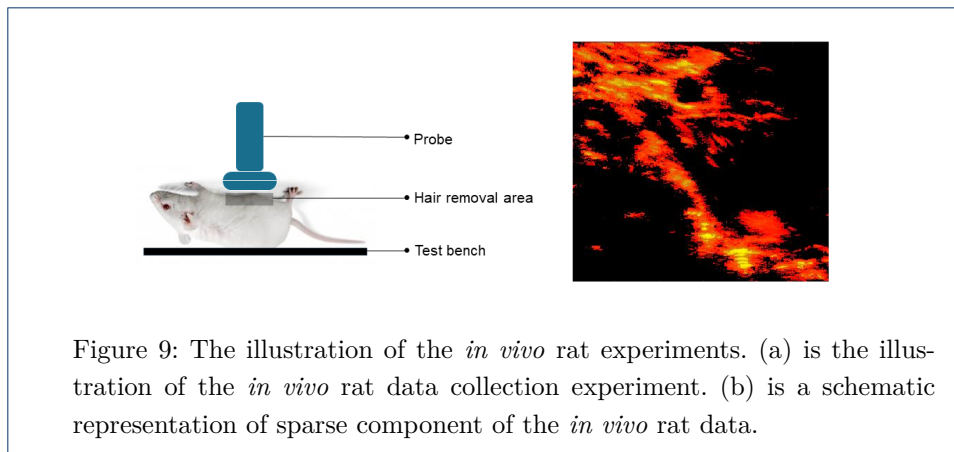 Probe
Hair removal area
Test bench
Figure 9: The illustration of the in vivo rat experiments. (a) is the illus-
tration of the in vivo rat data collection experiment. (b) is a schematic
representation of sparse component of the in vivo rat data.